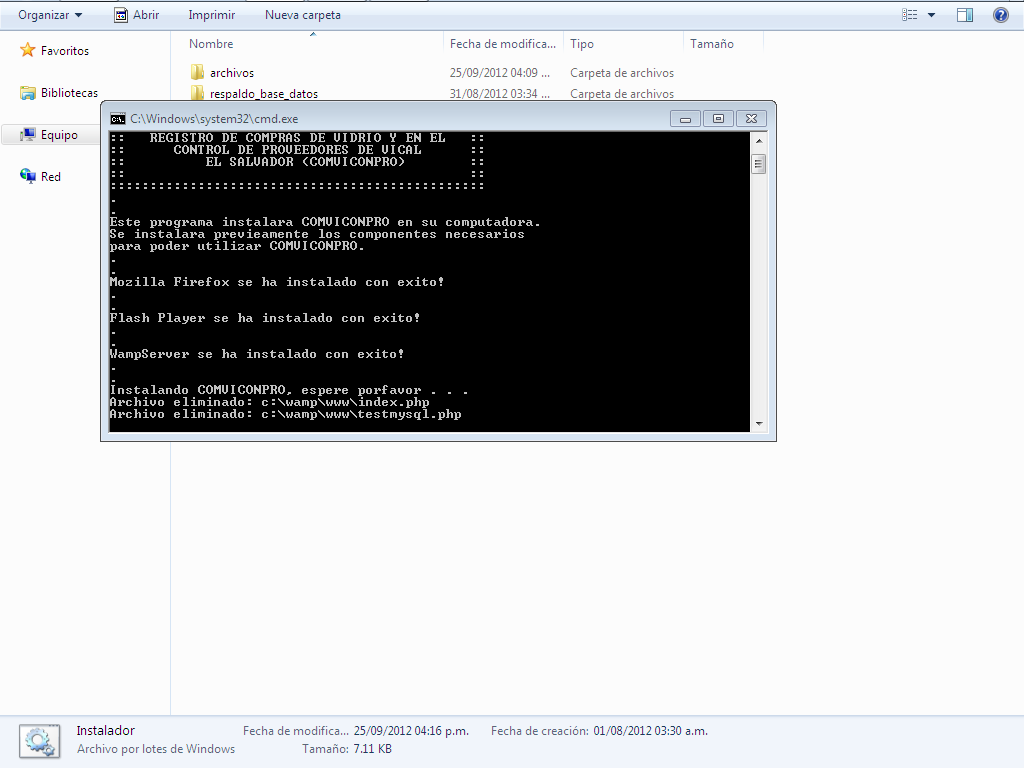 Organizar Abrir Imprimir Nueva carpeta
Nombre Fecha de modifica... Tipo Tamaño
Favoritos
Bibliotecas
Equipo
Red
archivos 25/09/2012 04:09 ... Carpeta de archivos
respaldo_base_datos 31/08/2012 03:34 ... Carpeta de archivos
C:\Windows\system32\cmd.exe
:: REGISTRO DE COMPRAS DE VIDRIO Y EN EL ::
:: CONTROL DE PROVEEDORES DE VICAL ::
:: EL SALVADOR (COMVICONPRO) ::
:: ::
:::::::::::::::::::::::::::::::::::::::::::::::
.
.
Este programa instalara COMVICONPRO en su computadora.
Se instalara previeamente los componentes necesarios
para poder utilizar COMVICONPRO.
.
.
Mozilla Firefox se ha instalado con exito!
.
.
Flash Player se ha instalado con exito!
.
.
WampServer se ha instalado con exito!
.
.
Instalando COMVICONPRO, espere porfavor . . .
Archivo eliminado: c:\wamp\www\index.php
Archivo eliminado: c:\wamp\www\testmysql.php
Instalador Fecha de modifica... 25/09/2012 04:16 p.m. Fecha de creación: 01/08/2012 03:30 a.m.
Archivo por lotes de Windows Tamaño: 7.11 KB